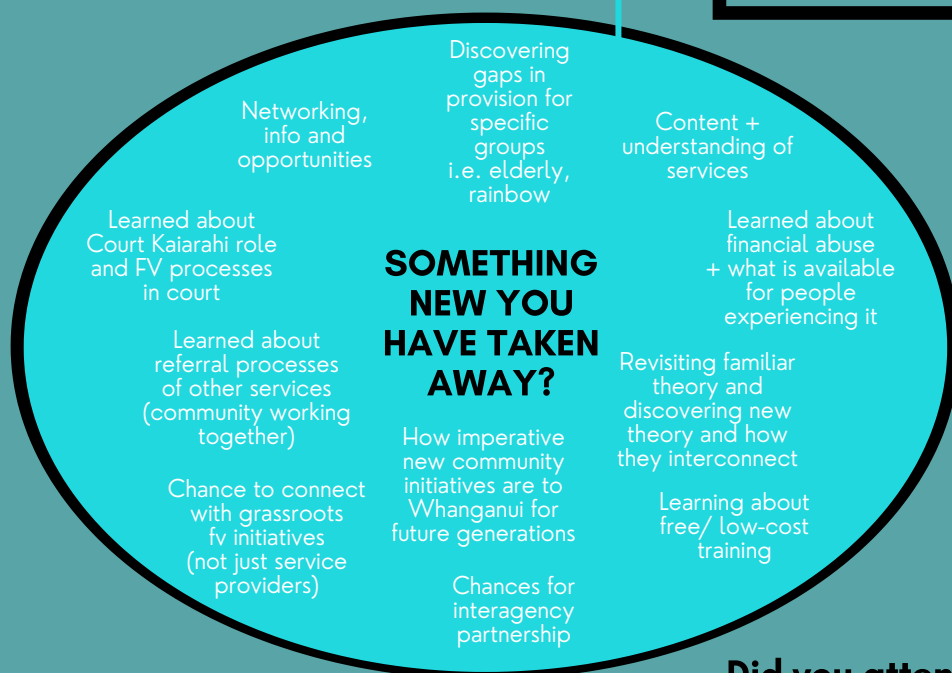 Discovering
gaps in
provision for
specific
groups
i.e. elderly,
rainbow
Networking,
info and
opportunities
Content +
understanding of
services
Learned about
Court Kaiarahi role
and FV processes
in court
SOMETHING
NEW YOU
HAVE TAKEN
AWAY?
Learned about
financial abuse
+ what is available
for people
experiencing it
Learned about
referral processes
of other services
(community working
together)
Revisiting familiar
theory and
discovering new
theory and how
they interconnect
How imperative
new community
initiatives are to
Whanganui for
future generations
Chance to connect
with grassroots
fv initiatives
(not just service
providers)
Learning about
free/ low-cost
training
Chances for
interagency
partnership
Did you